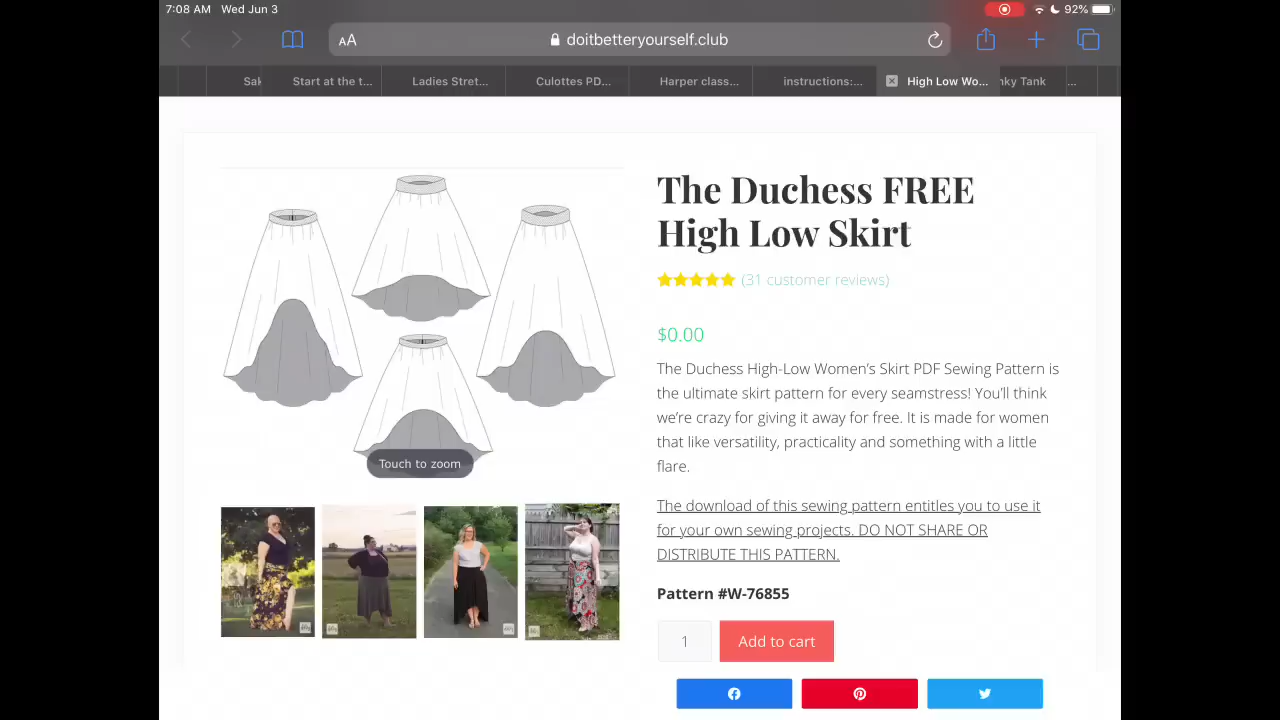 7:08 AM Wed Jun 3
92%
AA doitbetteryourself.club
Sak Start at the t... Ladies Stret... Culottes PD... Harper class... instructions:... High Low Wo... nky Tank ...
The Duchess FREE
High Low Skirt
(31 customer reviews)
$0.00
The Duchess High-Low Women's Skirt PDF Sewing Pattern is
the ultimate skirt pattern for every seamstress! You'll think
we're crazy for giving it away for free. It is made for women
that like versatility, practicality and something with a little
flare.
The download of this sewing pattern entitles you to use it
for your own sewing projects. DO NOT SHARE OR
DISTRIBUTE THIS PATTERN.
Pattern #W-76855
1 Add to cart
Touch to zoom